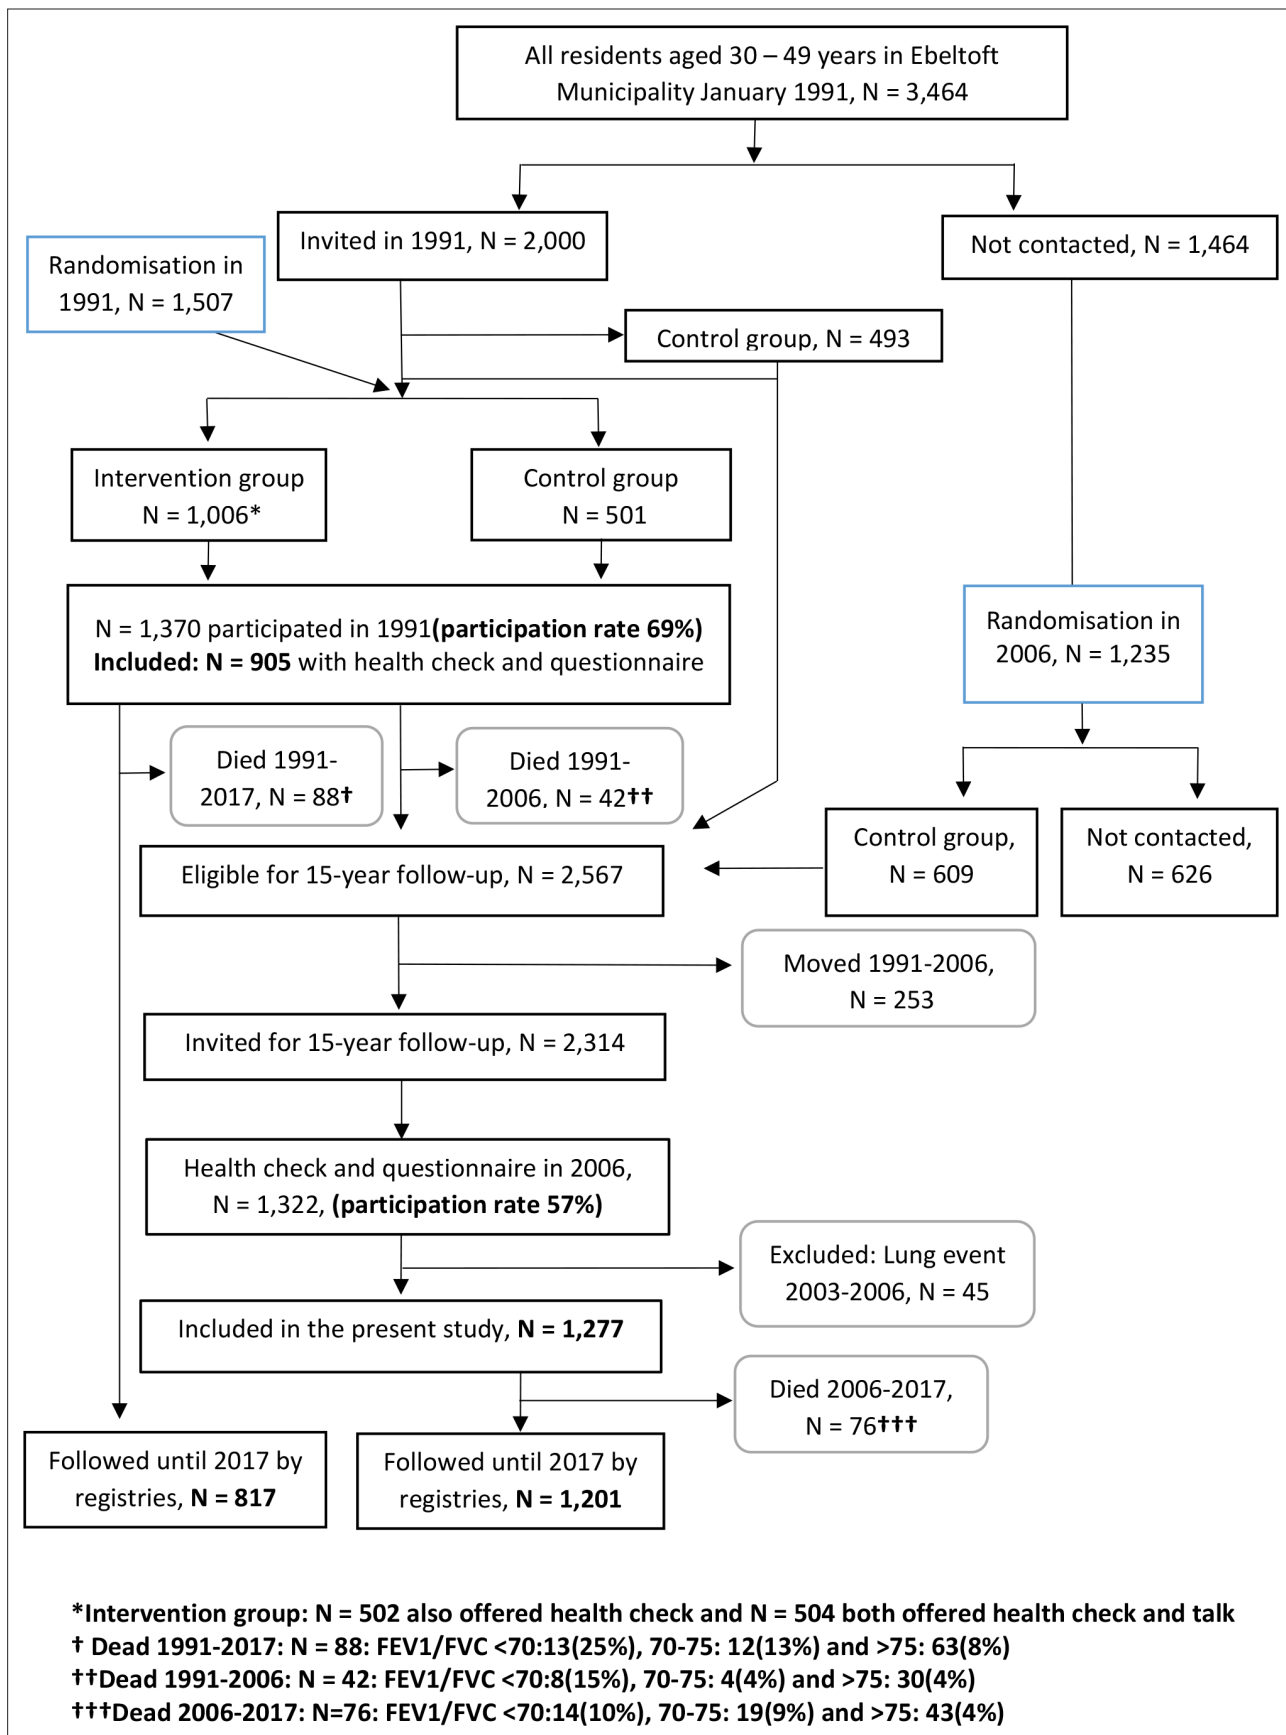 All residents aged 30 – 49 years in Ebeltoft
Municipality January 1991, N = 3,464
Invited in 1991, N = 2,000
Not contacted, N = 1,464
Randomisation in
1991, N = 1,507
Control group, N = 493
Intervention group
N = 1,006*
Control group
N = 501
N = 1,370 participated in 1991(participation rate 69%)
Included: N = 905 with health check and questionnaire
Randomisation in
2006, N = 1,235
Died 1991-
2017, N = 88†
Died 1991-
2006, N = 42††
Control group,
N = 609
Not contacted,
N = 626
Eligible for 15-year follow-up, N = 2,567
Moved 1991-2006,
N = 253
Invited for 15-year follow-up, N = 2,314
Health check and questionnaire in 2006,
N = 1,322, (participation rate 57%)
Excluded: Lung event
2003-2006, N = 45
Included in the present study, N = 1,277
Died 2006-2017,
N = 76†††
Followed until 2017 by
registries, N = 817
Followed until 2017 by
registries, N = 1,201
*Intervention group: N = 502 also offered health check and N = 504 both offered health check and talk
† Dead 1991-2017: N = 88: FEV1/FVC <70:13(25%), 70-75: 12(13%) and >75: 63(8%)
††Dead 1991-2006: N = 42: FEV1/FVC <70:8(15%), 70-75: 4(4%) and >75: 30(4%)
†††Dead 2006-2017: N=76: FEV1/FVC <70:14(10%), 70-75: 19(9%) and >75: 43(4%)